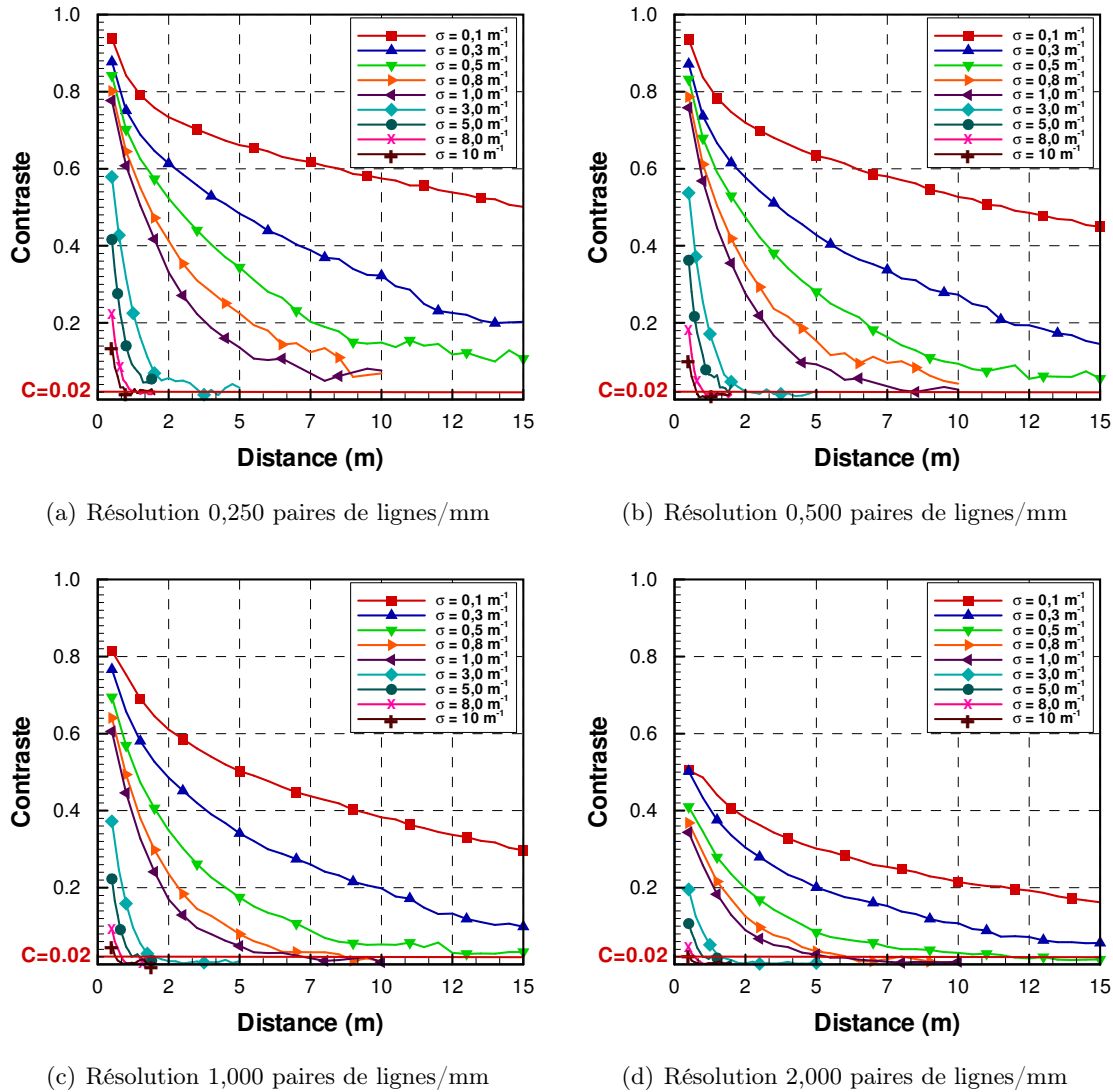 1.0
0.8
0.6
0.4
0.2
C=0.02
Contraste
σ = 0,1 m-1
σ = 0,3 m-1
σ = 0,5 m-1
σ = 0,8 m-1
σ = 1,0 m-1
σ = 3,0 m-1
σ = 5,0 m-1
σ = 8,0 m-1
σ = 10 m-1
0 2 5 7 10 12 15
Distance (m)
(a) Résolution 0,250 paires de lignes/mm
1.0
0.8
0.6
0.4
0.2
C=0.02
Contraste
σ = 0,1 m-1
σ = 0,3 m-1
σ = 0,5 m-1
σ = 0,8 m-1
σ = 1,0 m-1
σ = 3,0 m-1
σ = 5,0 m-1
σ = 8,0 m-1
σ = 10 m-1
0 2 5 7 10 12 15
Distance (m)
(b) Résolution 0,500 paires de lignes/mm
1.0
0.8
0.6
0.4
0.2
C=0.02
Contraste
σ = 0,1 m-1
σ = 0,3 m-1
σ = 0,5 m-1
σ = 0,8 m-1
σ = 1,0 m-1
σ = 3,0 m-1
σ = 5,0 m-1
σ = 8,0 m-1
σ = 10 m-1
0 2 5 7 10 12 15
Distance (m)
(c) Résolution 1,000 paires de lignes/mm
1.0
0.8
0.6
0.4
0.2
C=0.02
Contraste
σ = 0,1 m-1
σ = 0,3 m-1
σ = 0,5 m-1
σ = 0,8 m-1
σ = 1,0 m-1
σ = 3,0 m-1
σ = 5,0 m-1
σ = 8,0 m-1
σ = 10 m-1
0 2 5 7 10 12 15
Distance (m)
(d) Résolution 2,000 paires de lignes/mm